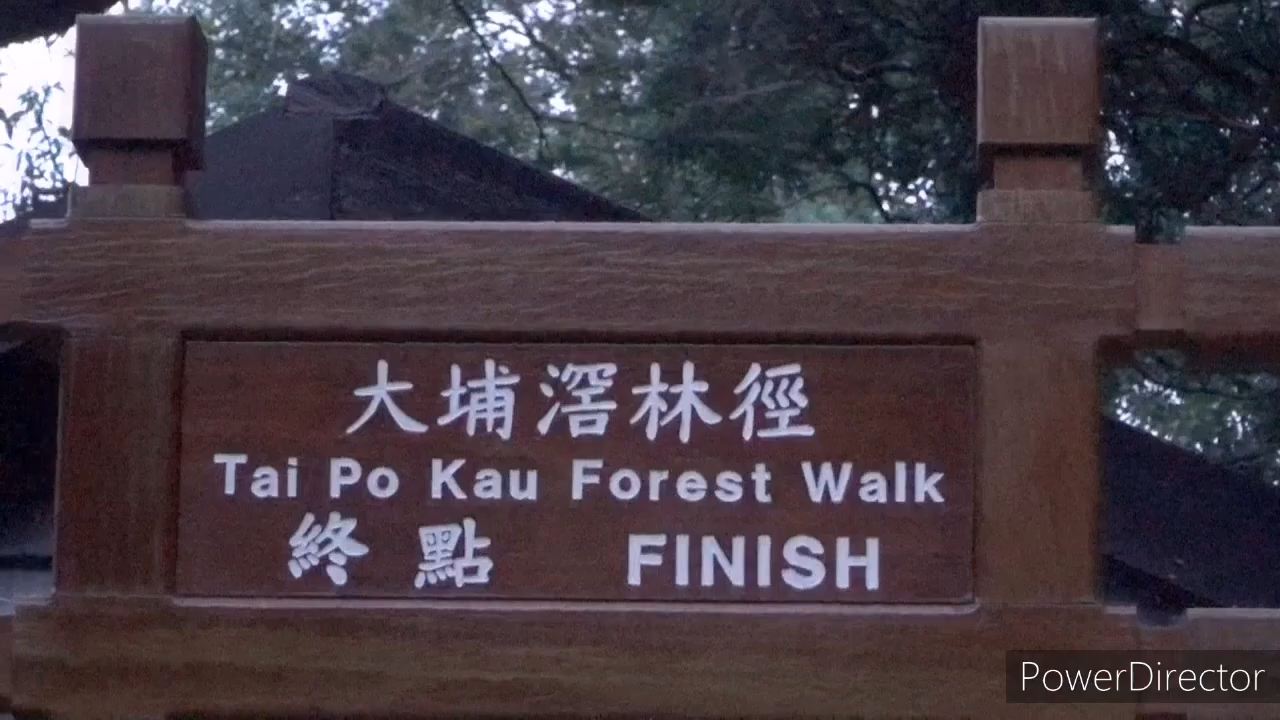 大埔滘林徑
Tai Po Kau Forest Walk
終點 FINISH
PowerDirector